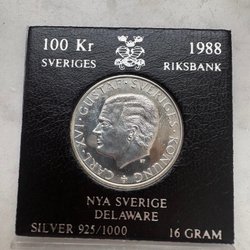 100 Kr 1988
SVERIGES RIKSBANK
CARL XVI GUSTAF SVERIGES KONUNG
NYA SVERIGE
DELAWARE
SILVER 925/1000 16 GRAM